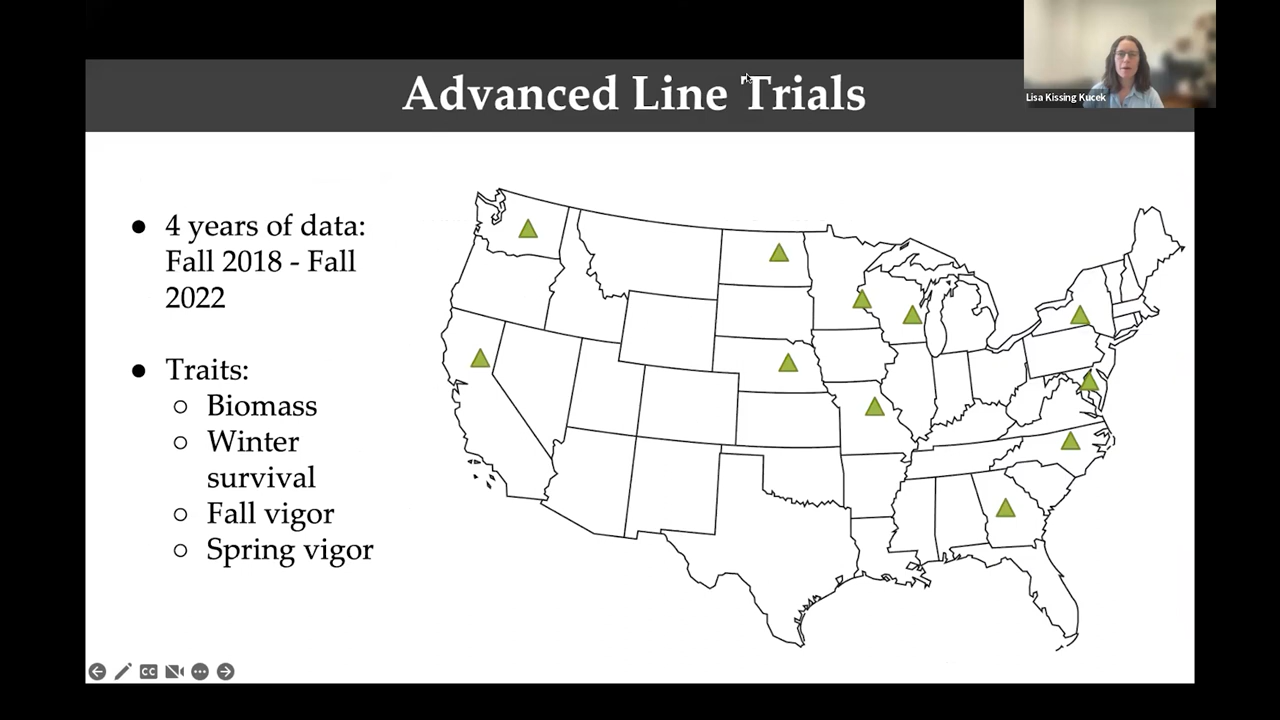 Advanced Line Trials
Lisa Kissing Kucek
● 4 years of data:
Fall 2018 - Fall
2022
● Traits:
○ Biomass
○ Winter
survival
○ Fall vigor
○ Spring vigor
CC